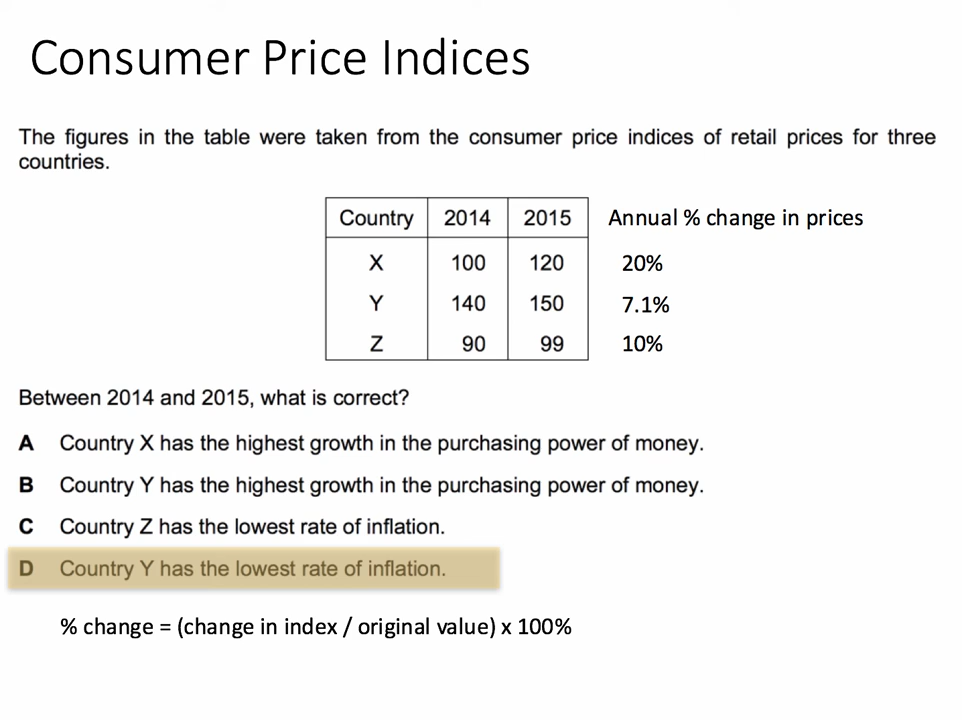 Consumer Price Indices
The figures in the table were taken from the consumer price indices of retail prices for three
countries.
Country 2014 2015 Annual % change in prices
X 100 120 20%
Y 140 150 7.1%
Z 90 99 10%
Between 2014 and 2015, what is correct?
A Country X has the highest growth in the purchasing power of money.
B Country Y has the highest growth in the purchasing power of money.
C Country Z has the lowest rate of inflation.
D Country Y has the lowest rate of inflation.
% change = (change in index / original value) x 100%